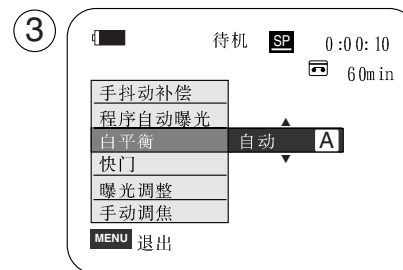 ③
待机 SP 0:00:10
60min
手抖动补偿
程序自动曝光
白平衡 自动 A
快门
曝光调整
手动调焦
MENU 退出